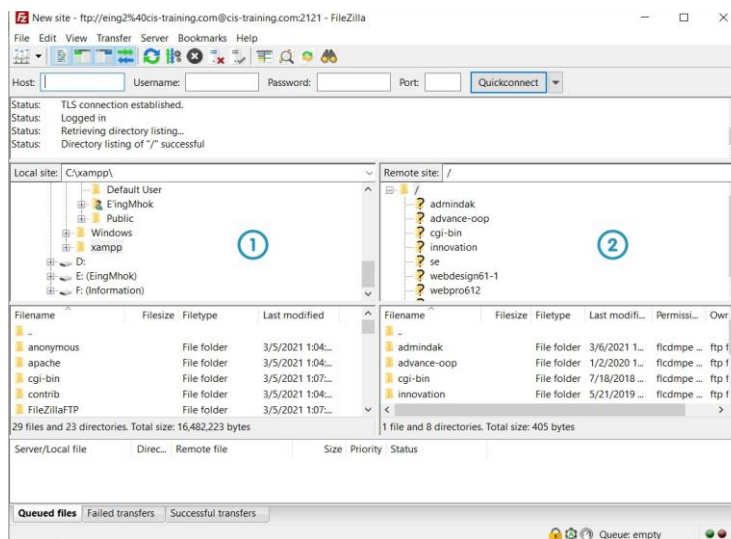 New site - ftp://eing2%40cis-training.com@cis-training.com:2121 - FileZilla
File Edit View Transfer Server Bookmarks Help
Host: Username: Password: Port: Quickconnect
Status: TLS connection established.
Status: Logged in
Status: Retrieving directory listing...
Status: Directory listing of "/" successful
Local site: C:\xampp\
Default User
E'ingMhok
Public
Windows
xampp
D:
E: (EingMhok)
F: (Information)
1
Remote site: /
/
admindak
advance-oop
cgi-bin
innovation
se
webdesign61-1
webpro612
2
Filename Filesize Filetype Last modified
..
anonymous File folder 3/5/2021 1:04:...
apache File folder 3/5/2021 1:04:...
cgi-bin File folder 3/5/2021 1:07:...
contrib File folder 3/5/2021 1:04:...
FileZillaFTP File folder 3/5/2021 1:07:...
29 files and 23 directories. Total size: 16,482,223 bytes
Filename Filesize Filetype Last modifi... Permissi... Owr
..
admindak File folder 3/6/2021 1... flcdmpe ... ftp f
advance-oop File folder 1/2/2020 1... flcdmpe ... ftp f
cgi-bin File folder 7/18/2018 ... flcdmpe ... ftp f
innovation File folder 5/21/2019 ... flcdmpe ... ftp f
1 file and 8 directories. Total size: 405 bytes
Server/Local file Direc... Remote file Size Priority Status
Queued files Failed transfers Successful transfers
Queue: empty